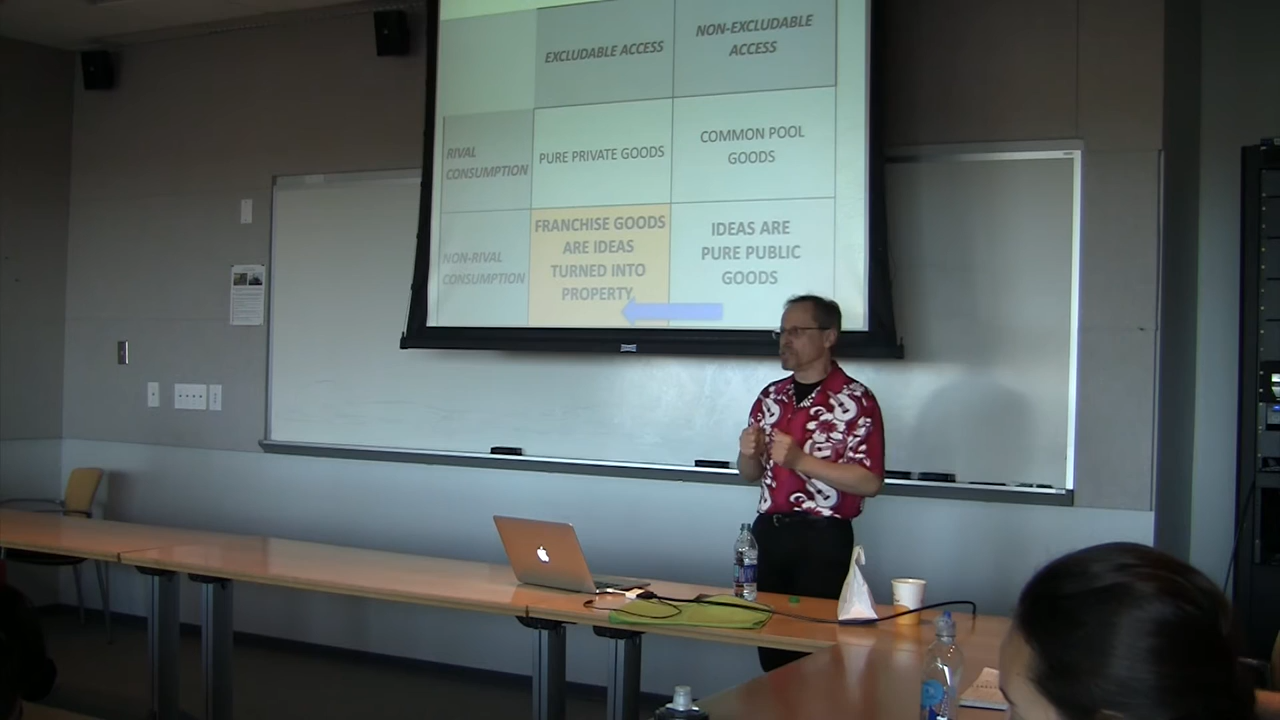 EXCLUDABLE ACCESS
NON-EXCLUDABLE
ACCESS
RIVAL
CONSUMPTION
PURE PRIVATE GOODS
COMMON POOL
GOODS
NON-RIVAL
CONSUMPTION
FRANCHISE GOODS
ARE IDEAS
TURNED INTO
PROPERTY
IDEAS ARE
PURE PUBLIC
GOODS